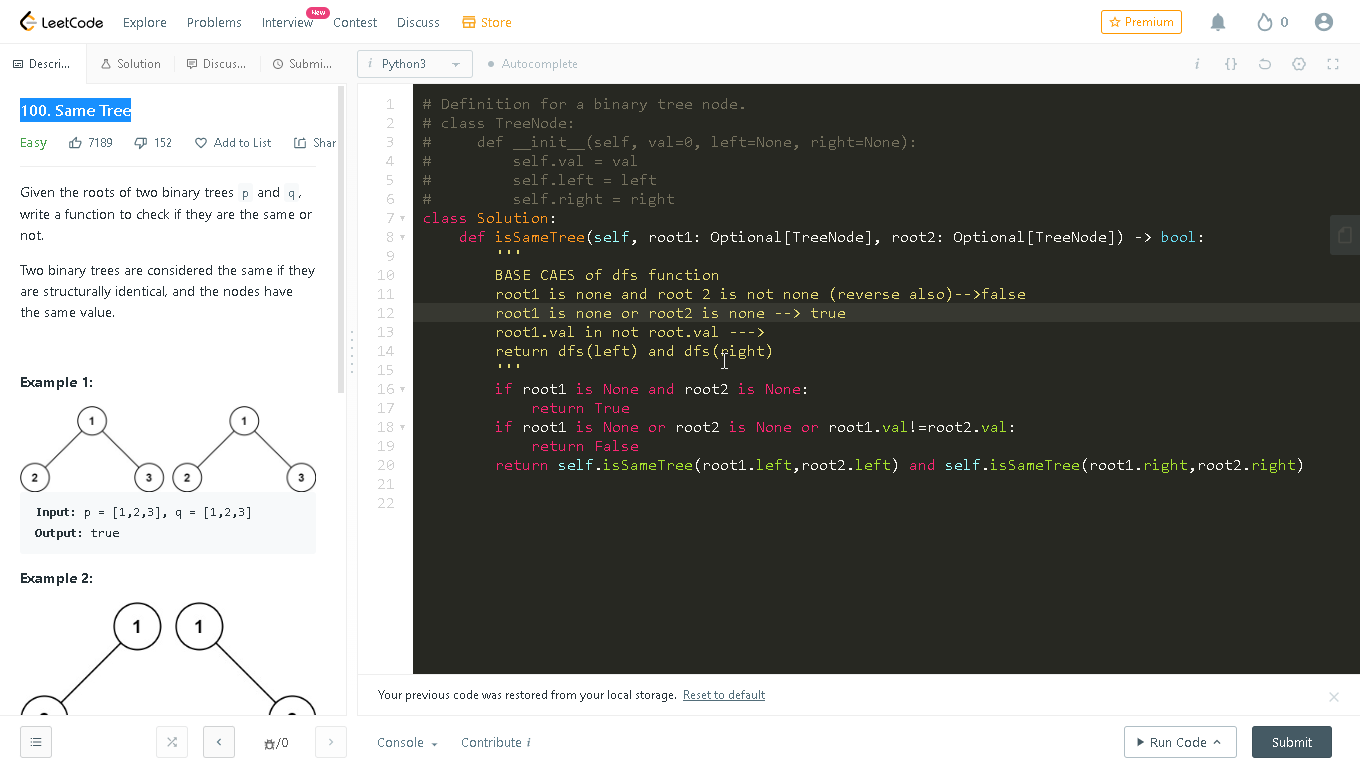 LeetCode Explore Problems Interview New Contest Discuss Store Premium 0
Descri... Solution Discus... Submi... i Python3 Autocomplete i {}
100. Same Tree
Easy 7189 152 Add to List Shar
Given the roots of two binary trees p and q,
write a function to check if they are the same or
not.
Two binary trees are considered the same if they
are structurally identical, and the nodes have
the same value.
Example 1:
1 1
2 3 2 3
Input: p = [1,2,3], q = [1,2,3]
Output: true
Example 2:
1 1
1 # Definition for a binary tree node.
2 # class TreeNode:
3 #     def __init__(self, val=0, left=None, right=None):
4 #         self.val = val
5 #         self.left = left
6 #         self.right = right
7 class Solution:
8     def isSameTree(self, root1: Optional[TreeNode], root2: Optional[TreeNode]) -> bool:
9         '''
10         BASE CAES of dfs function
11         root1 is none and root 2 is not none (reverse also)-->false
12         root1 is none or root2 is none --> true
13         root1.val in not root.val --->
14         return dfs(left) and dfs(right)
15         '''
16         if root1 is None and root2 is None:
17             return True
18         if root1 is None or root2 is None or root1.val!=root2.val:
19             return False
20         return self.isSameTree(root1.left,root2.left) and self.isSameTree(root1.right,root2.right)
21
22
Your previous code was restored from your local storage. Reset to default
/0 Console Contribute i Run Code Submit